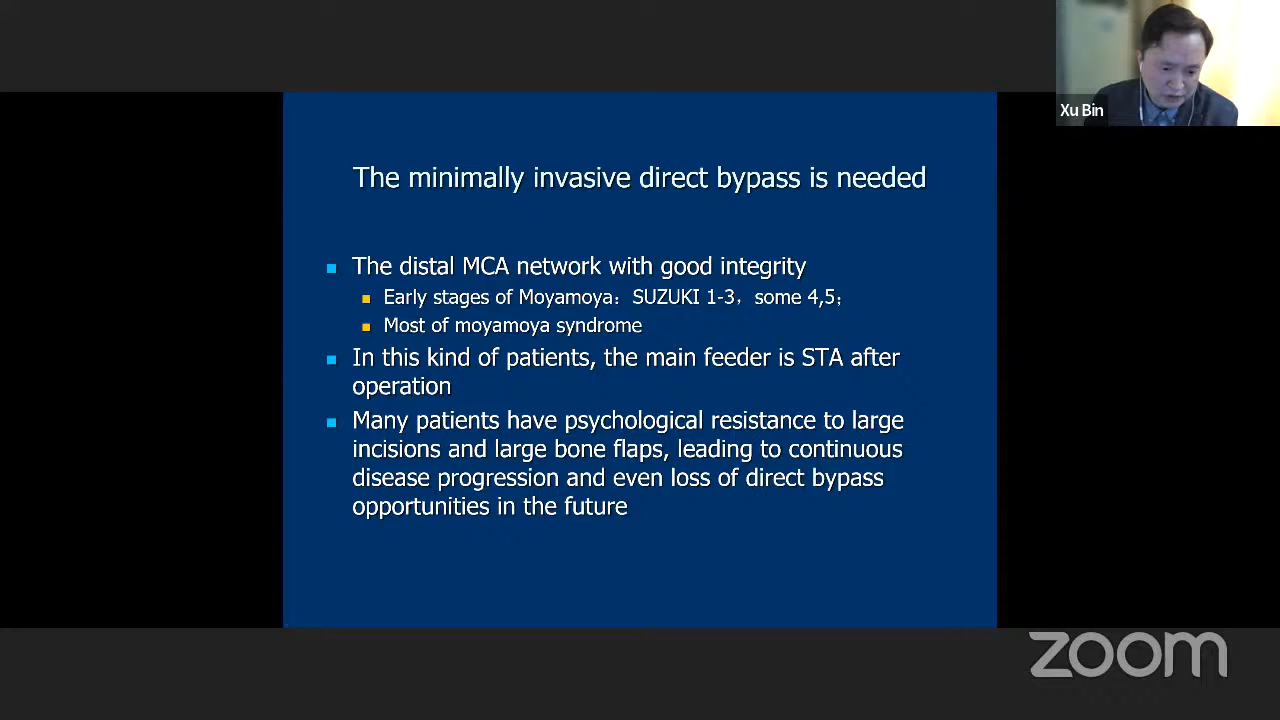 Xu Bin
The minimally invasive direct bypass is needed
The distal MCA network with good integrity
Early stages of Moyamoya：SUZUKI 1-3，some 4,5；
Most of moyamoya syndrome
In this kind of patients, the main feeder is STA after
operation
Many patients have psychological resistance to large
incisions and large bone flaps, leading to continuous
disease progression and even loss of direct bypass
opportunities in the future
zoom